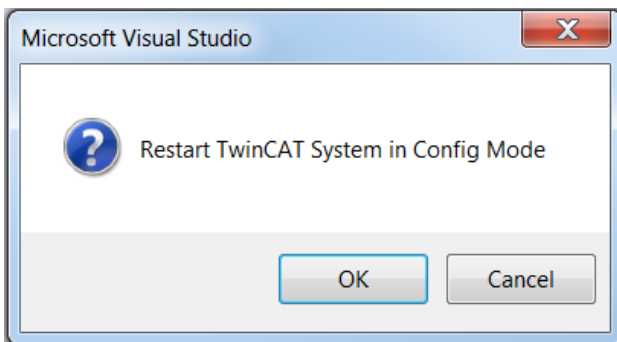 Microsoft Visual Studio
Restart TwinCAT System in Config Mode
OK
Cancel